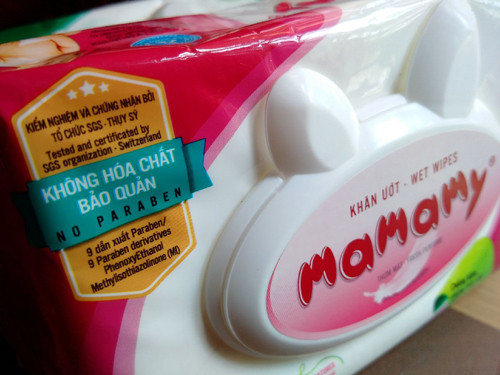 KIỂM NGHIỆM VÀ CHỨNG NHẬN BỞI
TỔ CHỨC SGS - THỤY SỸ
Tested and certificated by
SGS organization - Switzerland
KHÔNG HÓA CHẤT
BẢO QUẢN
NO PARABEN
9 dẫn xuất Paraben/
9 Paraben derivatives
PhenoxyEthanol
Methylisothiazolinone (MI)
KHĂN ƯỚT - WET WIPES
MaMaMy